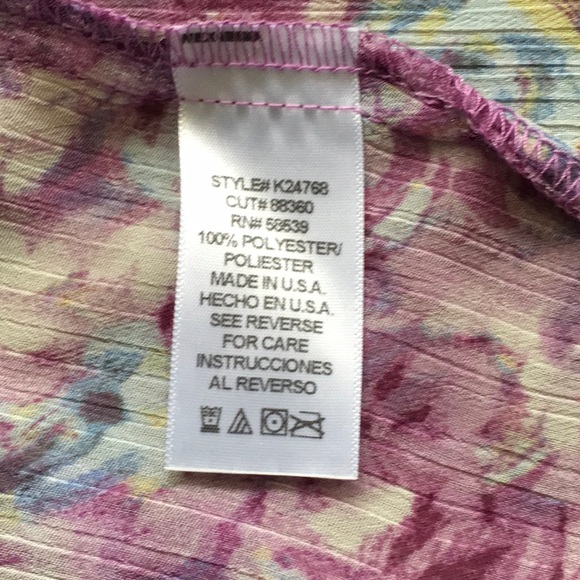 STYLE# K24768
CUT# 88360
RN# 58539
100% POLYESTER/
POLIESTER
MADE IN U.S.A.
HECHO EN U.S.A.
SEE REVERSE
FOR CARE
INSTRUCCIONES
AL REVERSO